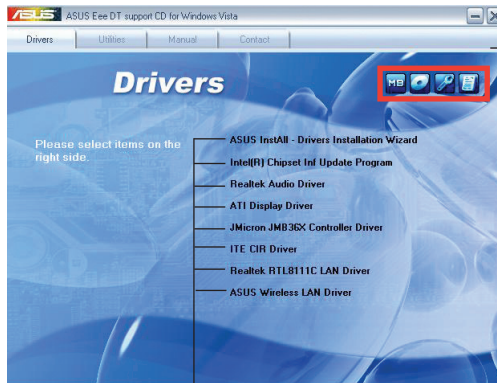 ASUS ASUS Eee DT support CD for Windows Vista
Drivers Utilities Manual Contact
Drivers
MB
Please select items on the
right side.
ASUS InstAll - Drivers Installation Wizard
Intel(R) Chipset Inf Update Program
Realtek Audio Driver
ATI Display Driver
JMicron JMB36X Controller Driver
ITE CIR Driver
Realtek RTL8111C LAN Driver
ASUS Wireless LAN Driver